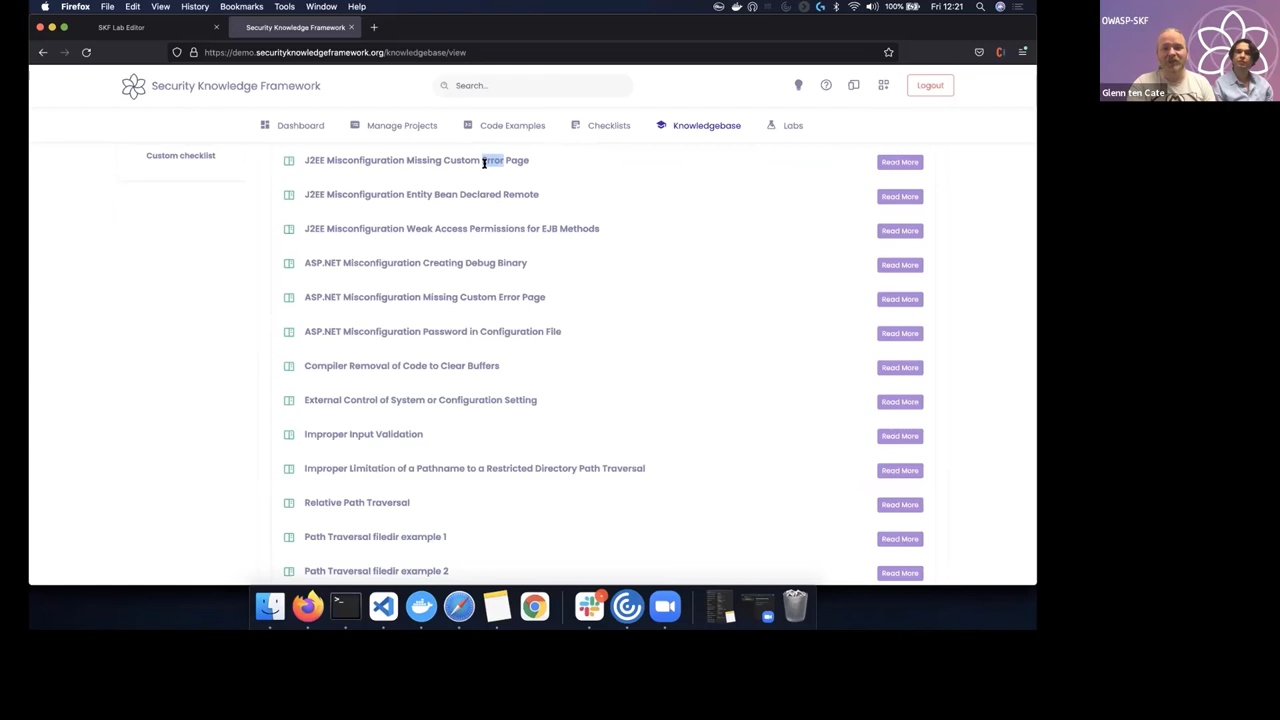 Firefox File Edit View History Bookmarks Tools Window Help 100% Fri 12:21
SKF Lab Editor Security Knowledge Framework
https://demo.securityknowledgeframework.org/knowledgebase/view
Security Knowledge Framework Search... Logout
Dashboard Manage Projects Code Examples Checklists Knowledgebase Labs
Custom checklist
J2EE Misconfiguration Missing Custom Error Page Read More
J2EE Misconfiguration Entity Bean Declared Remote Read More
J2EE Misconfiguration Weak Access Permissions for EJB Methods Read More
ASP.NET Misconfiguration Creating Debug Binary Read More
ASP.NET Misconfiguration Missing Custom Error Page Read More
ASP.NET Misconfiguration Password in Configuration File Read More
Compiler Removal of Code to Clear Buffers Read More
External Control of System or Configuration Setting Read More
Improper Input Validation Read More
Improper Limitation of a Pathname to a Restricted Directory Path Traversal Read More
Relative Path Traversal Read More
Path Traversal filedir example 1 Read More
Path Traversal filedir example 2 Read More
OWASP-SKF
Glenn ten Cate